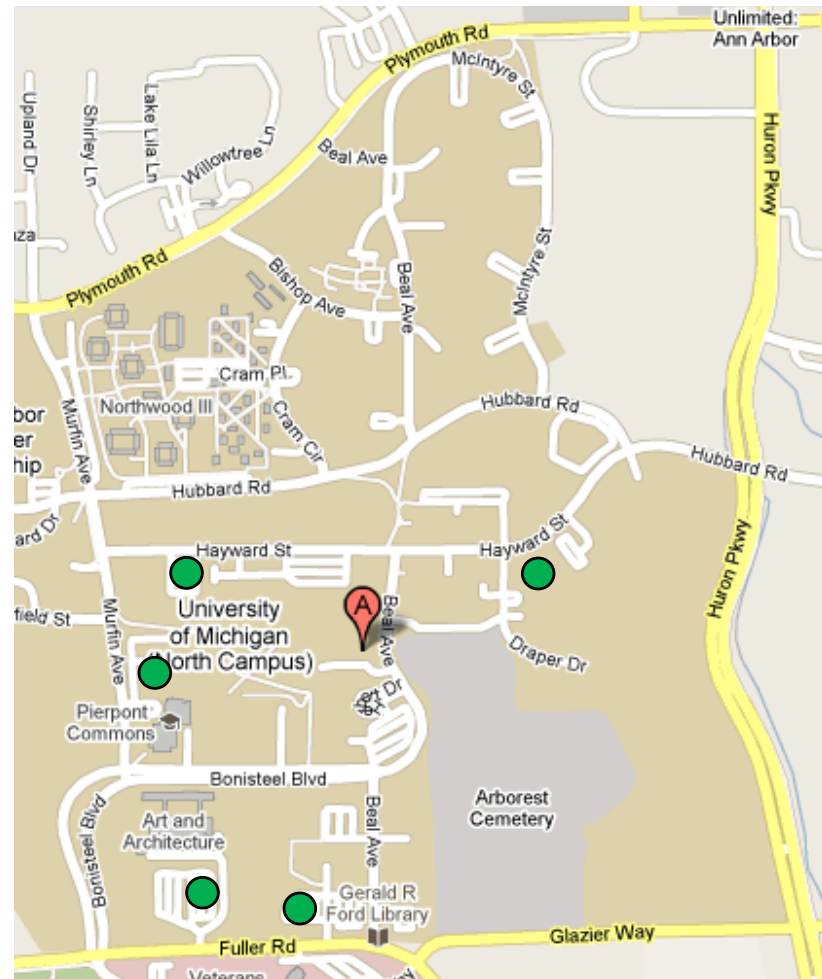 Unlimited:
Ann Arbor
Plymouth Rd
McIntyre St
Upland Dr
Shirley Ln
Lake Lila Ln
Willowtree Ln
Beal Ave
Huron Pkwy
Plymouth Rd
Bishop Ave
Beal Ave
McIntyre St
Cram Pl
Northwood III
Cram Cir
Hubbard Rd
Murfin Ave
Hubbard Rd
Hubbard Rd
Hayward St
Hayward St
Huron Pkwy
A
Beal Ave
University
of Michigan
(North Campus)
Murfin Ave
Draper Dr
Pierpont
Commons
Bonisteel Blvd
Bonisteel Blvd
Beal Ave
Arborest
Cemetery
Art and
Architecture
Gerald R
Ford Library
Fuller Rd
Glazier Way
Veterans